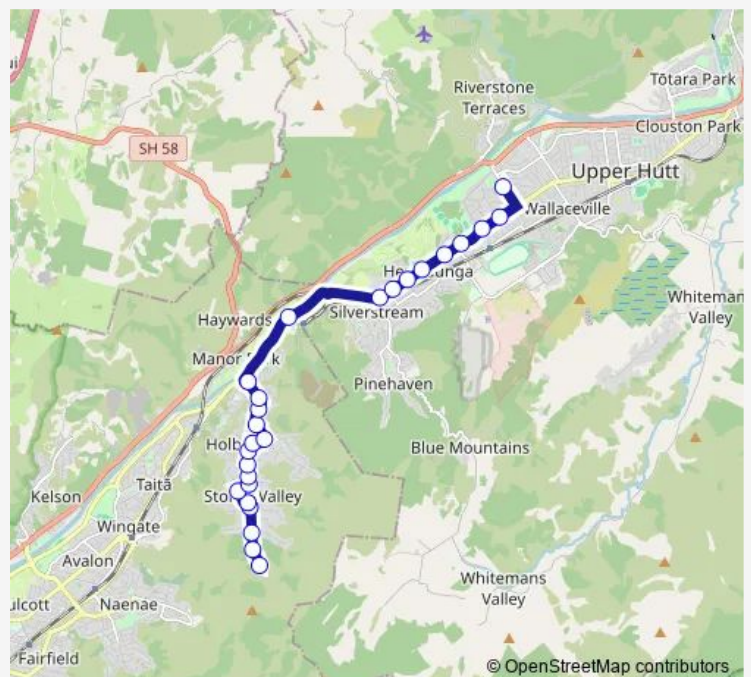 Tōtara Park
Riverstone
Terraces
Clouston Park
SH 58
Upper Hutt
Wallaceville
Silverstream
Haywards
Whiteman
Valley
Pinehaven
Blue Mountains
Kelson
Taitā
Valley
Wingate
Avalon
Whitemans
Valley
Naenae
Fairfield
© OpenStreetMap contributors